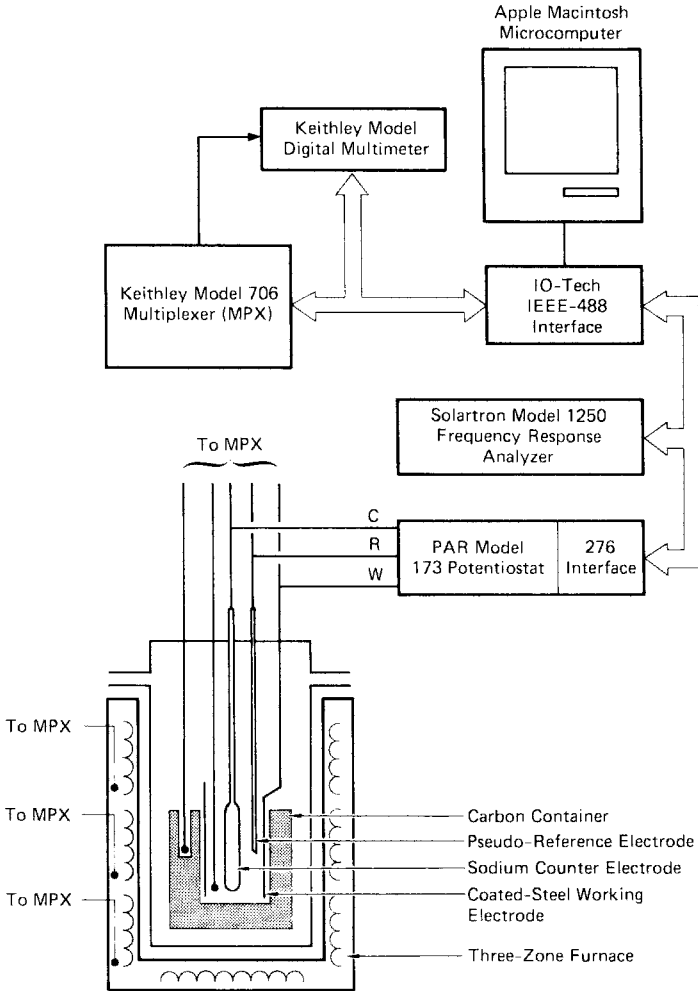 Apple Macintosh
Microcomputer
Keithley Model
Digital Multimeter
Keithley Model 706
Multiplexer (MPX)
IO-Tech
IEEE-488
Interface
Solartron Model 1250
Frequency Response
Analyzer
To MPX
C
R
W
PAR Model
173 Potentiostat
276
Interface
To MPX
To MPX
To MPX
Carbon Container
Pseudo-Reference Electrode
Sodium Counter Electrode
Coated-Steel Working
Electrode
Three-Zone Furnace